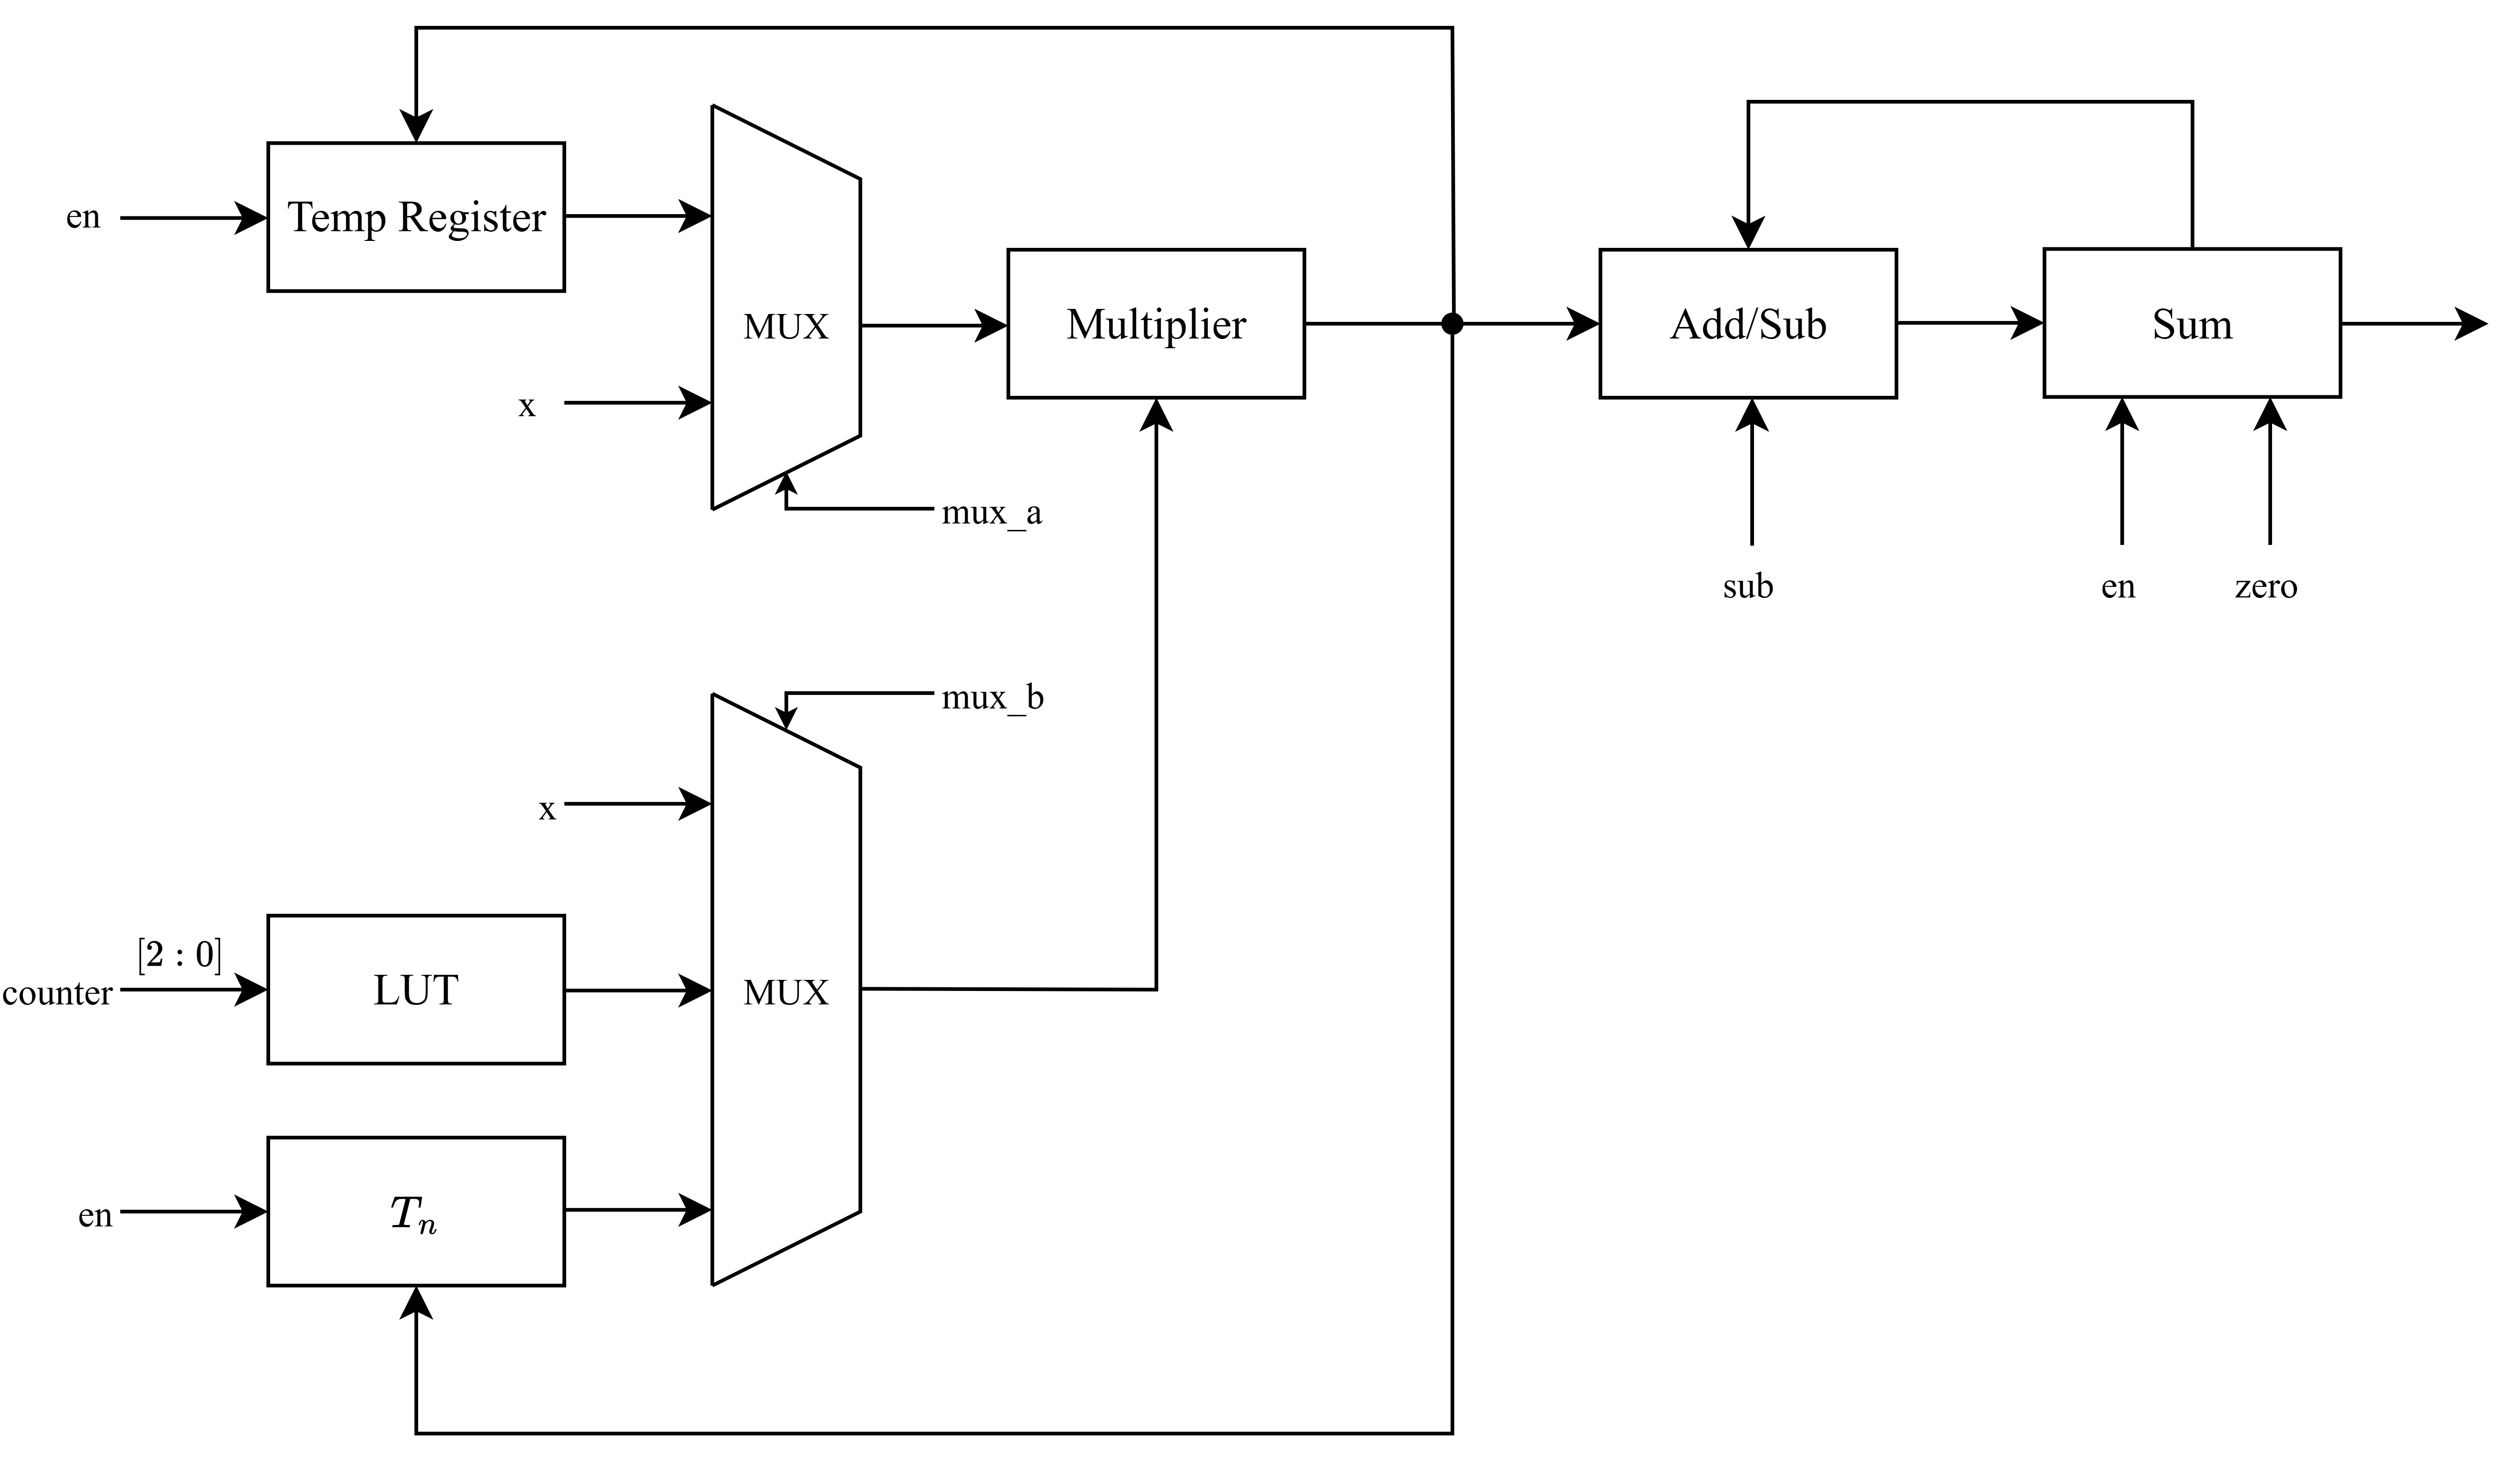 en
Temp Register
x
MUX
mux_a
Multiplier
Add/Sub
Sum
sub
en
zero
mux_b
x
[2 : 0]
counter
LUT
MUX
en
Tn